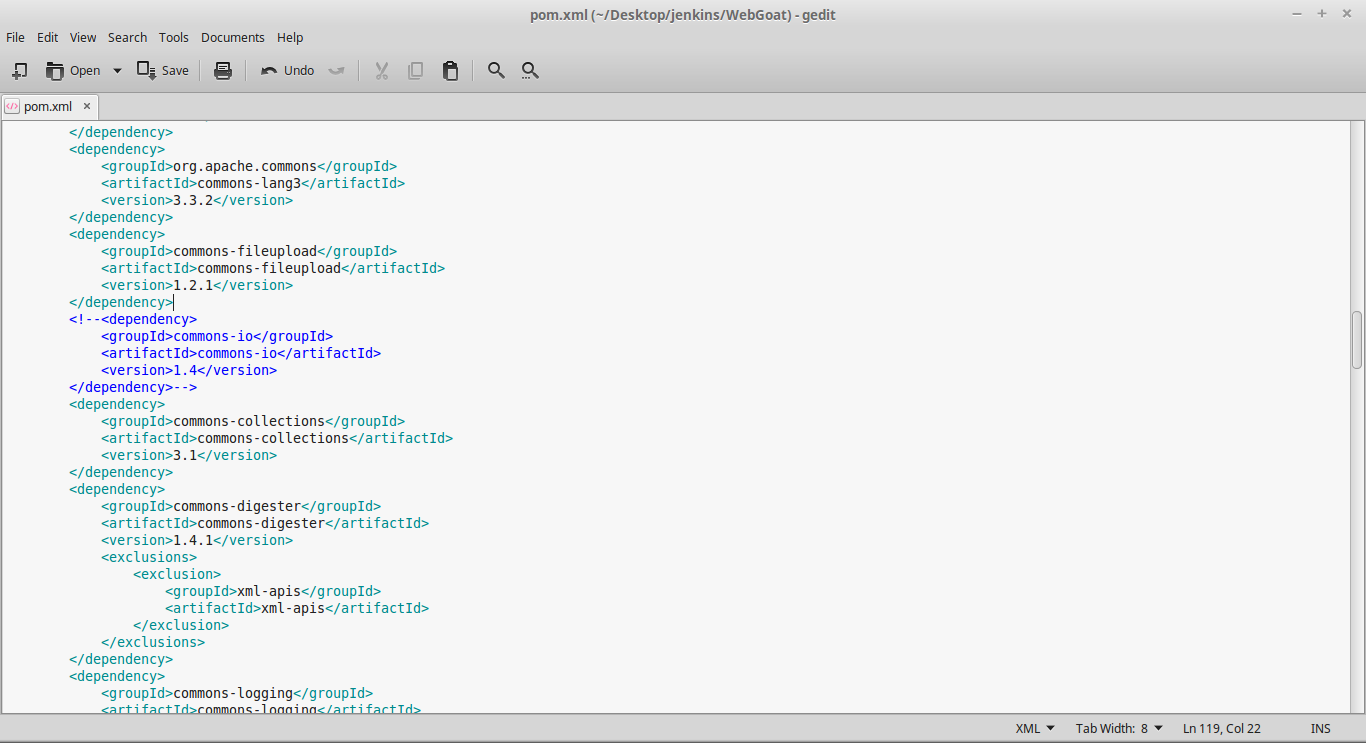 pom.xml (~/Desktop/jenkins/WebGoat) - gedit
File Edit View Search Tools Documents Help
Open Save Undo
pom.xml
</dependency>
<dependency>
<groupId>org.apache.commons</groupId>
<artifactId>commons-lang3</artifactId>
<version>3.3.2</version>
</dependency>
<dependency>
<groupId>commons-fileupload</groupId>
<artifactId>commons-fileupload</artifactId>
<version>1.2.1</version>
</dependency>
<!--<dependency>
<groupId>commons-io</groupId>
<artifactId>commons-io</artifactId>
<version>1.4</version>
</dependency>-->
<dependency>
<groupId>commons-collections</groupId>
<artifactId>commons-collections</artifactId>
<version>3.1</version>
</dependency>
<dependency>
<groupId>commons-digester</groupId>
<artifactId>commons-digester</artifactId>
<version>1.4.1</version>
<exclusions>
<exclusion>
<groupId>xml-apis</groupId>
<artifactId>xml-apis</artifactId>
</exclusion>
</exclusions>
</dependency>
<dependency>
<groupId>commons-logging</groupId>
<artifactId>commons-logging</artifactId>
XML Tab Width: 8 Ln 119, Col 22 INS